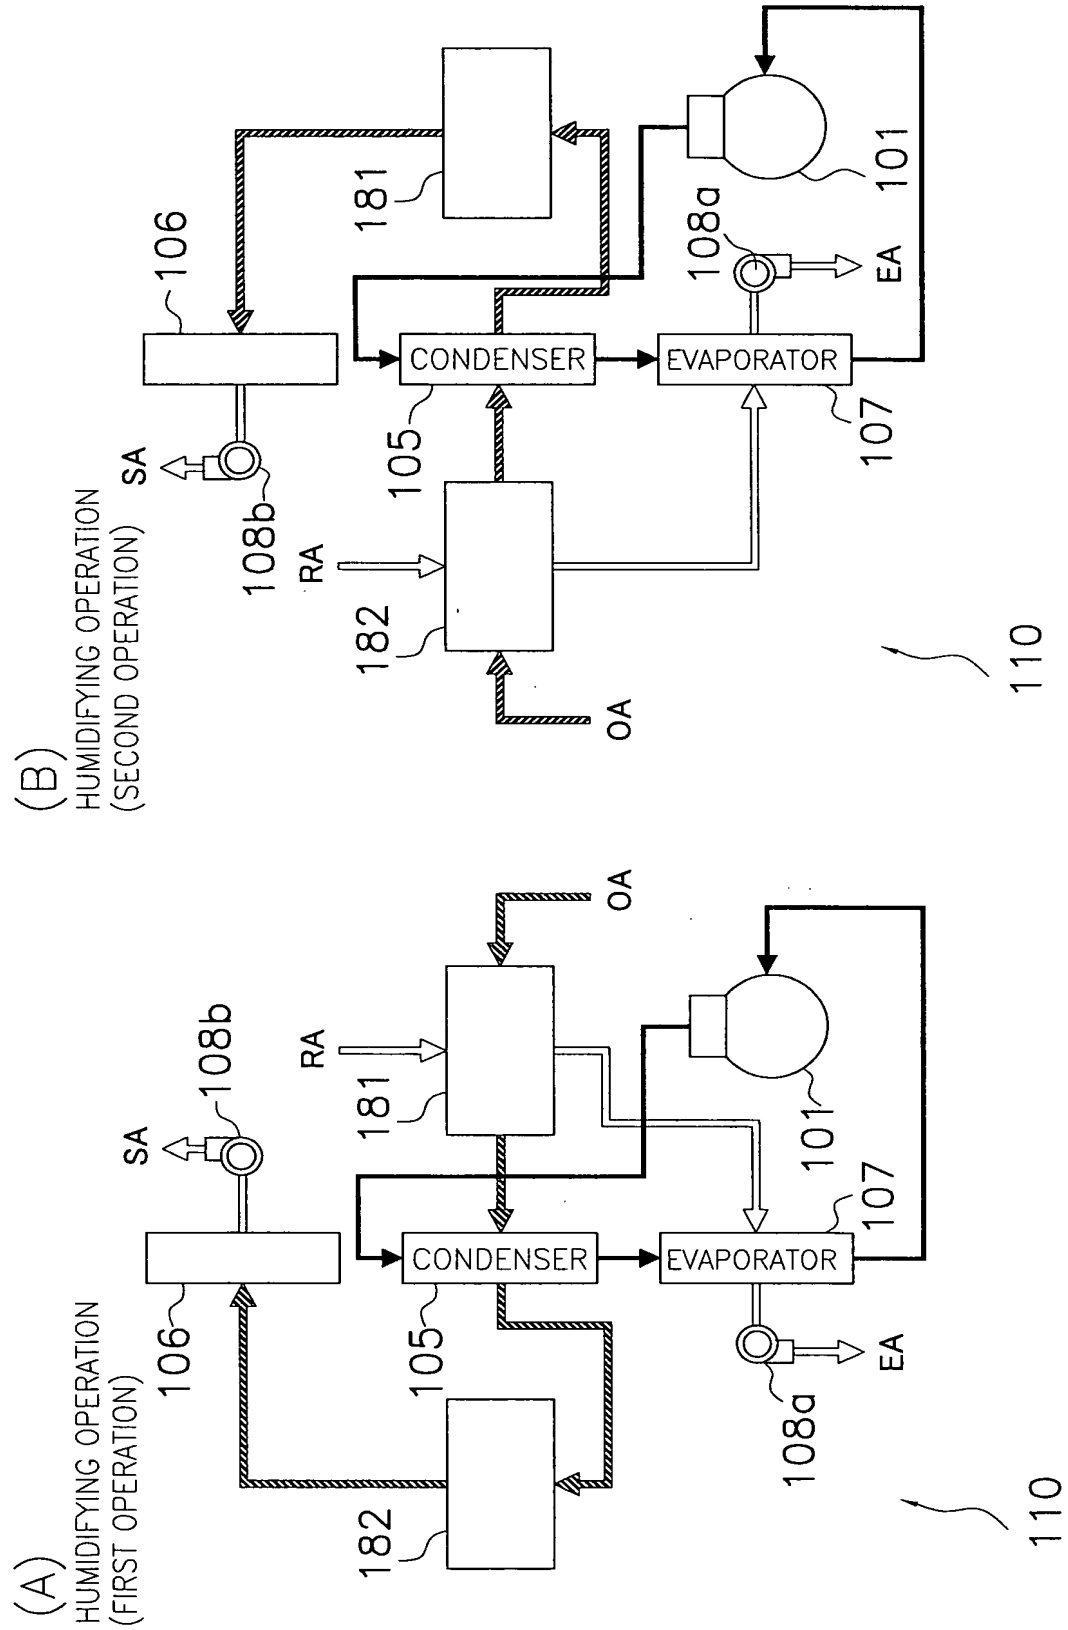 (A)
HUMIDIFYING OPERATION
(FIRST OPERATION)
SA
108b
106
RA
OA
181
182
105
CONDENSER
101
107
EVAPORATOR
108a
EA
110
(B)
HUMIDIFYING OPERATION
(SECOND OPERATION)
SA
106
108b
RA
181
182
105
CONDENSER
OA
108a
101
EVAPORATOR
EA
107
110